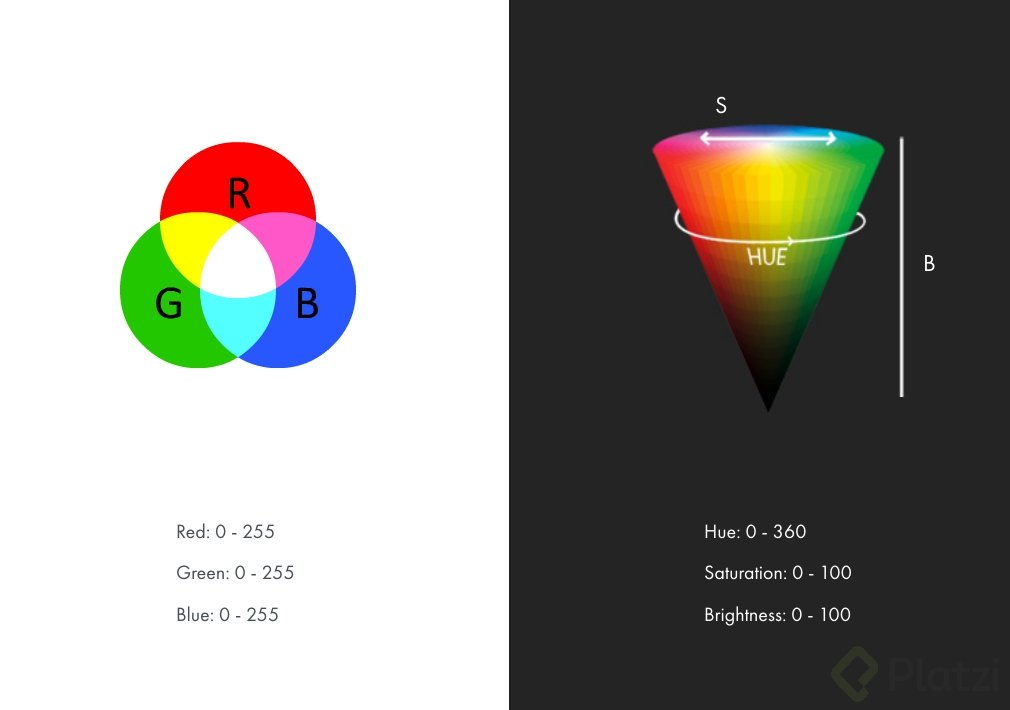 R
G
B
Red: 0 - 255
Green: 0 - 255
Blue: 0 - 255
S
HUE
B
Hue: 0 - 360
Saturation: 0 - 100
Brightness: 0 - 100
Platzi